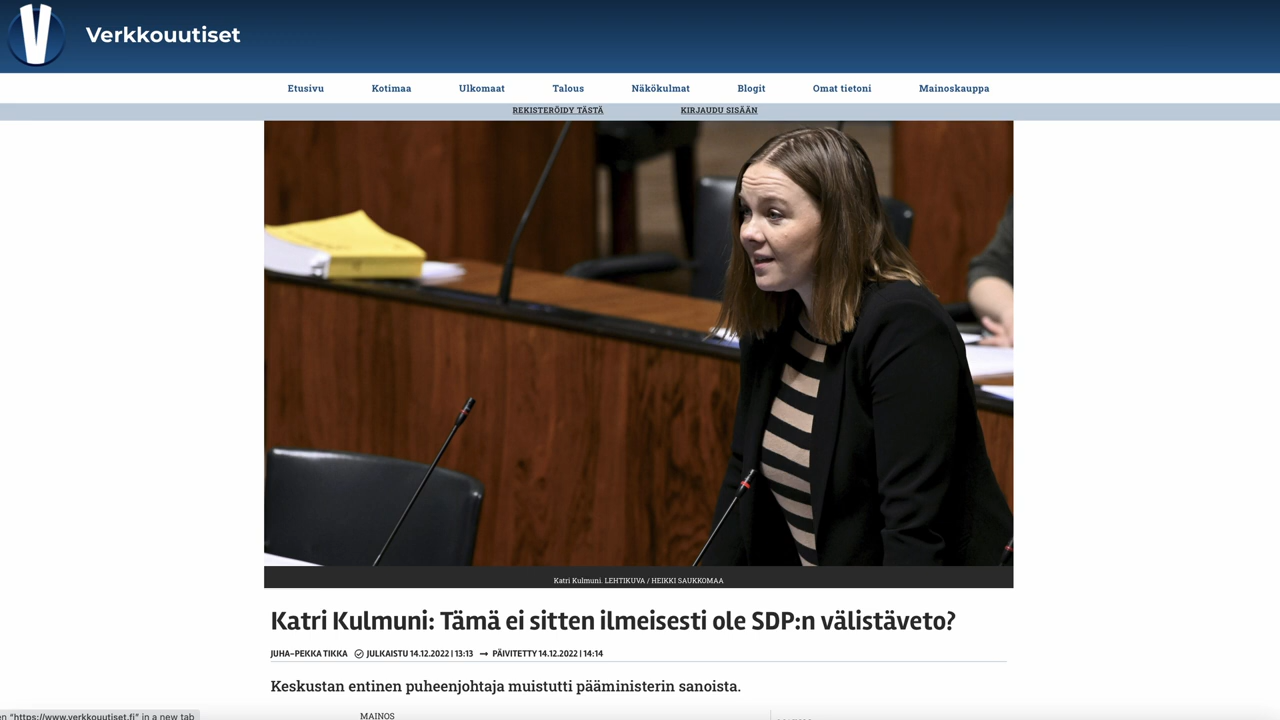 Verkkouutiset
Etusivu Kotimaa Ulkomaat Talous Näkökulmat Blogit Omat tietoni Mainoskauppa
REKISTERÖIDY TÄSTÄ KIRJAUDU SISÄÄN
Katri Kulmuni. LEHTIKUVA / HEIKKI SAUKKOMAA
Katri Kulmuni: Tämä ei sitten ilmeisesti ole SDP:n välistäveto?
JUHA-PEKKA TIKKA JULKAISTU 14.12.2022 | 13:13 → PÄIVITETTY 14.12.2022 | 14:14
Keskustan entinen puheenjohtaja muistutti pääministerin sanoista.
MAINOS
en "https://www.verkkouutiset.fi" in a new tab